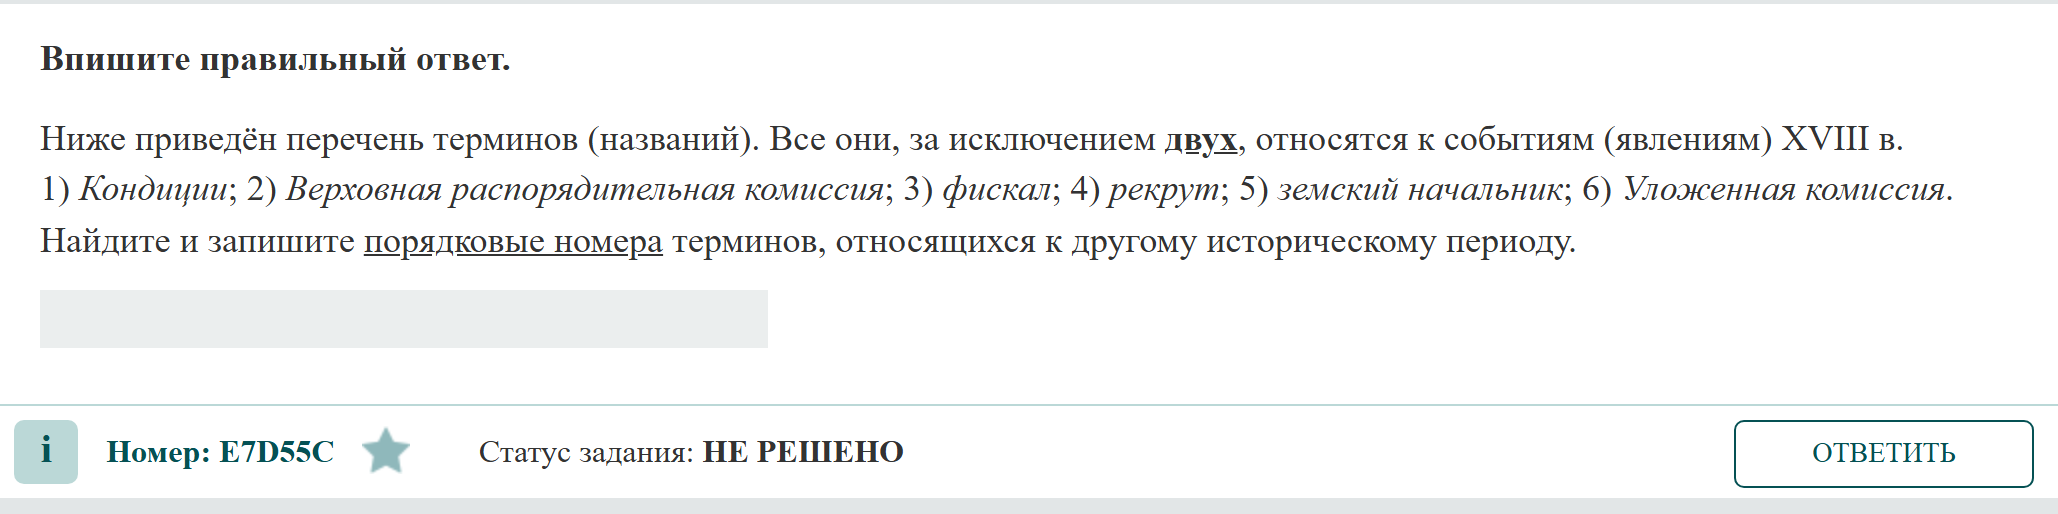 Впишите правильный ответ.
Ниже приведён перечень терминов (названий). Все они, за исключением двух, относятся к событиям (явлениям) XVIII в.
1) Кондиции; 2) Верховная распорядительная комиссия; 3) фискал; 4) рекрут; 5) земский начальник; 6) Уложенная комиссия.
Найдите и запишите порядковые номера терминов, относящихся к другому историческому периоду.
i Номер: E7D55C Статус задания: НЕ РЕШЕНО ОТВЕТИТЬ